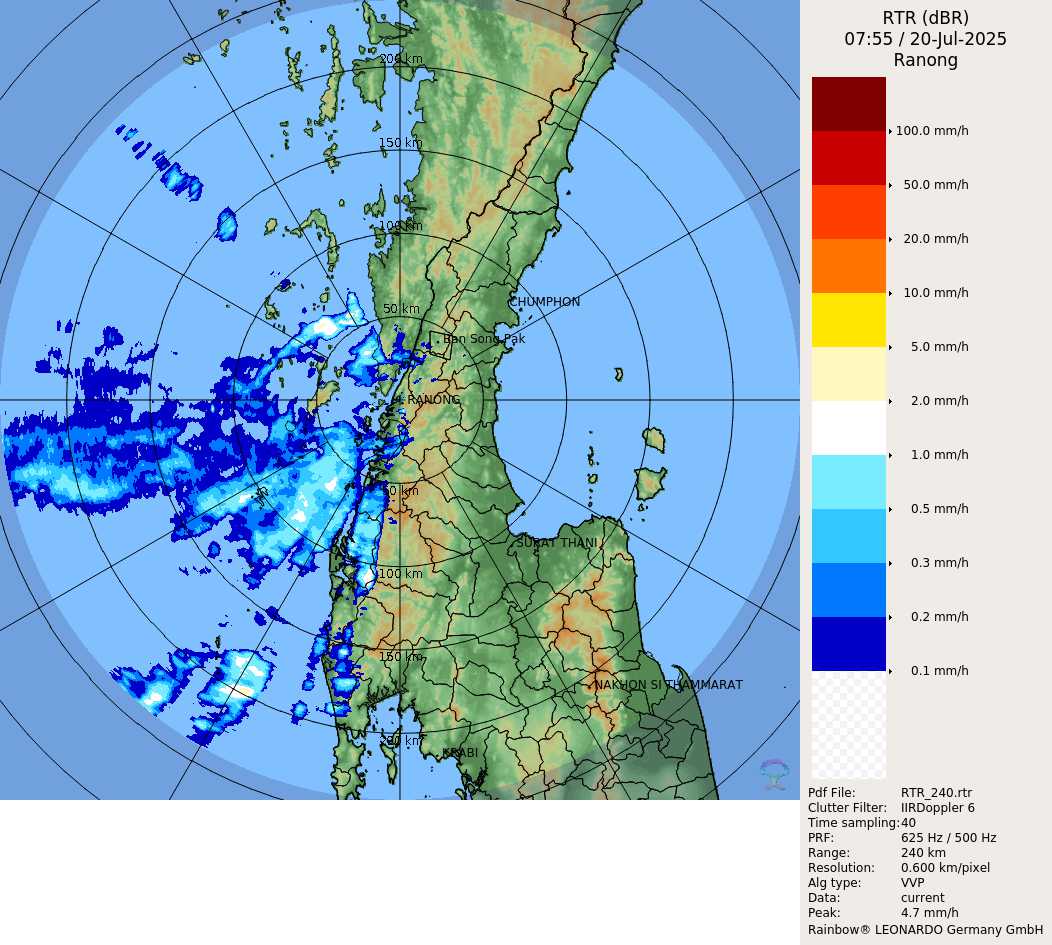 RTR (dBR)
07:55 / 20-Jul-2025
Ranong
200 km
150 km
100 km
50 km
CHUMPHON
Ban Song Pak
RANONG
50 km
SURAT THANI
100 km
150 km
NAKHON SI THAMMARAT
200 km
KRABI
100.0 mm/h
50.0 mm/h
20.0 mm/h
10.0 mm/h
5.0 mm/h
2.0 mm/h
1.0 mm/h
0.5 mm/h
0.3 mm/h
0.2 mm/h
0.1 mm/h
Pdf File: RTR_240.rtr
Clutter Filter: IIRDoppler 6
Time sampling: 40
PRF: 625 Hz / 500 Hz
Range: 240 km
Resolution: 0.600 km/pixel
Alg type: VVP
Data: current
Peak: 4.7 mm/h
Rainbow® LEONARDO Germany GmbH